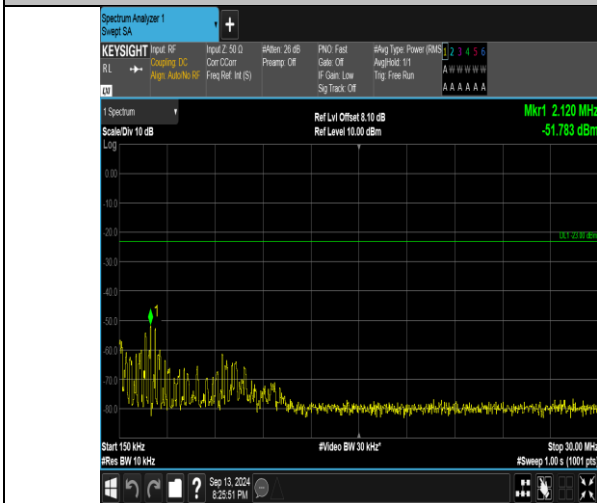 Spectrum Analyzer 1
Swept SA
+
KEYSIGHT
RL
Input: RF
Coupling: DC
Align: Auto/No RF
Input Z: 50 Ω
Corr CCorr
Freq Ref: Int (S)
#Atten: 26 dB
Preamp: Off
PNO: Fast
Gate: Off
IF Gain: Low
Sig Track: Off
#Avg Type: Power (RMS
Avg|Hold: 1/1
Trig: Free Run
1 2 3 4 5 6
A W W W W W
A A A A A A
1 Spectrum
Scale/Div 10 dB
Ref Lvl Offset 8.10 dB
Ref Level 10.00 dBm
Mkr1 2.120 MHz
-51.783 dBm
Log
0.00
-10.0
-20.0
-30.0
-40.0
-50.0
-60.0
-70.0
-80.0
DL1 -23.00 dBm
1
Start 150 kHz
#Res BW 10 kHz
#Video BW 30 kHz*
Stop 30.00 MHz
#Sweep 1.00 s (1001 pts)
?
Sep 13, 2024
8:25:51 PM